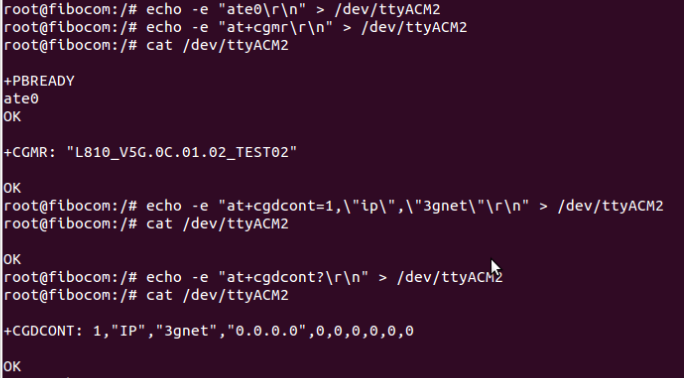 root@fibocom:/# echo -e "ate0\r\n" > /dev/ttyACM2
root@fibocom:/# echo -e "at+cgmr\r\n" > /dev/ttyACM2
root@fibocom:/# cat /dev/ttyACM2
+PBREADY
ate0
OK
+CGMR: "L810_V5G.0C.01.02_TEST02"
OK
root@fibocom:/# echo -e "at+cgdcont=1,\"ip\",\"3gnet\"\r\n" > /dev/ttyACM2
root@fibocom:/# cat /dev/ttyACM2
OK
root@fibocom:/# echo -e "at+cgdcont?\r\n" > /dev/ttyACM2
root@fibocom:/# cat /dev/ttyACM2
+CGDCONT: 1,"IP","3gnet","0.0.0.0",0,0,0,0,0,0
OK